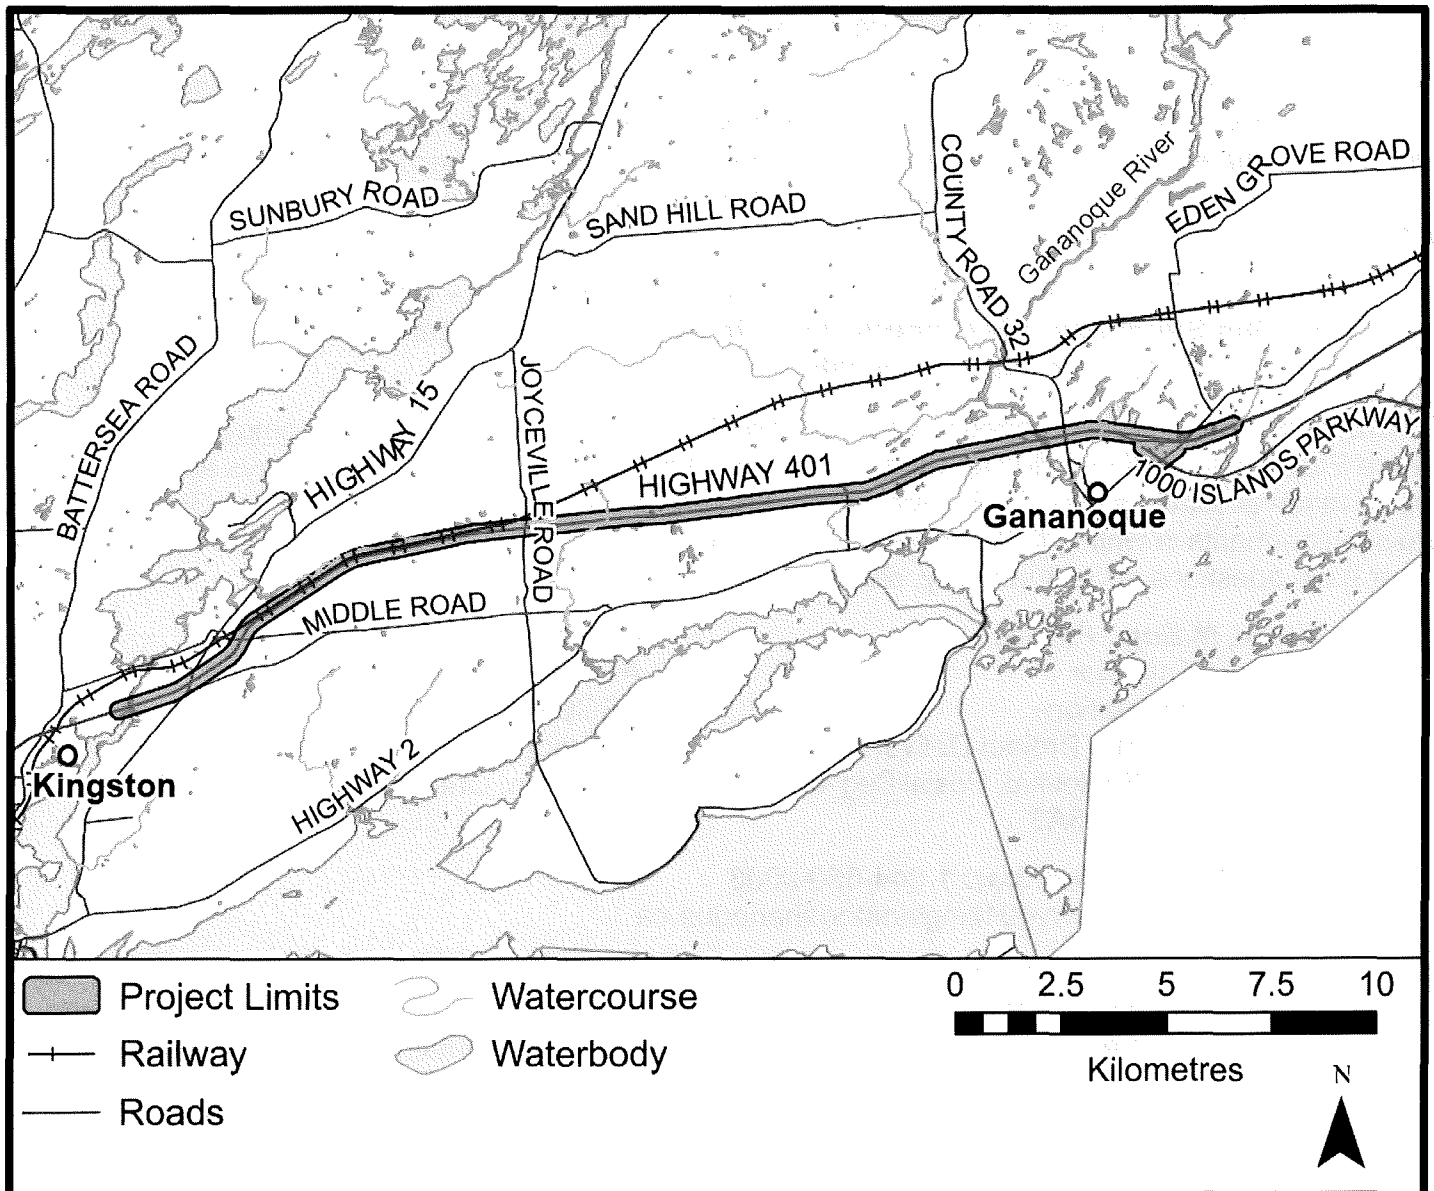 COUNTY ROAD 32
Gananoque River
EDEN GROVE ROAD
SUNBURY ROAD
SAND HILL ROAD
BATTERSEA ROAD
HIGHWAY 15
JOYCEVILLE ROAD
HIGHWAY 401
1000 ISLANDS PARKWAY
Gananoque
MIDDLE ROAD
Kingston
HIGHWAY 2
Project Limits
Railway
Roads
Watercourse
Waterbody
0 2.5 5 7.5 10
Kilometres
N